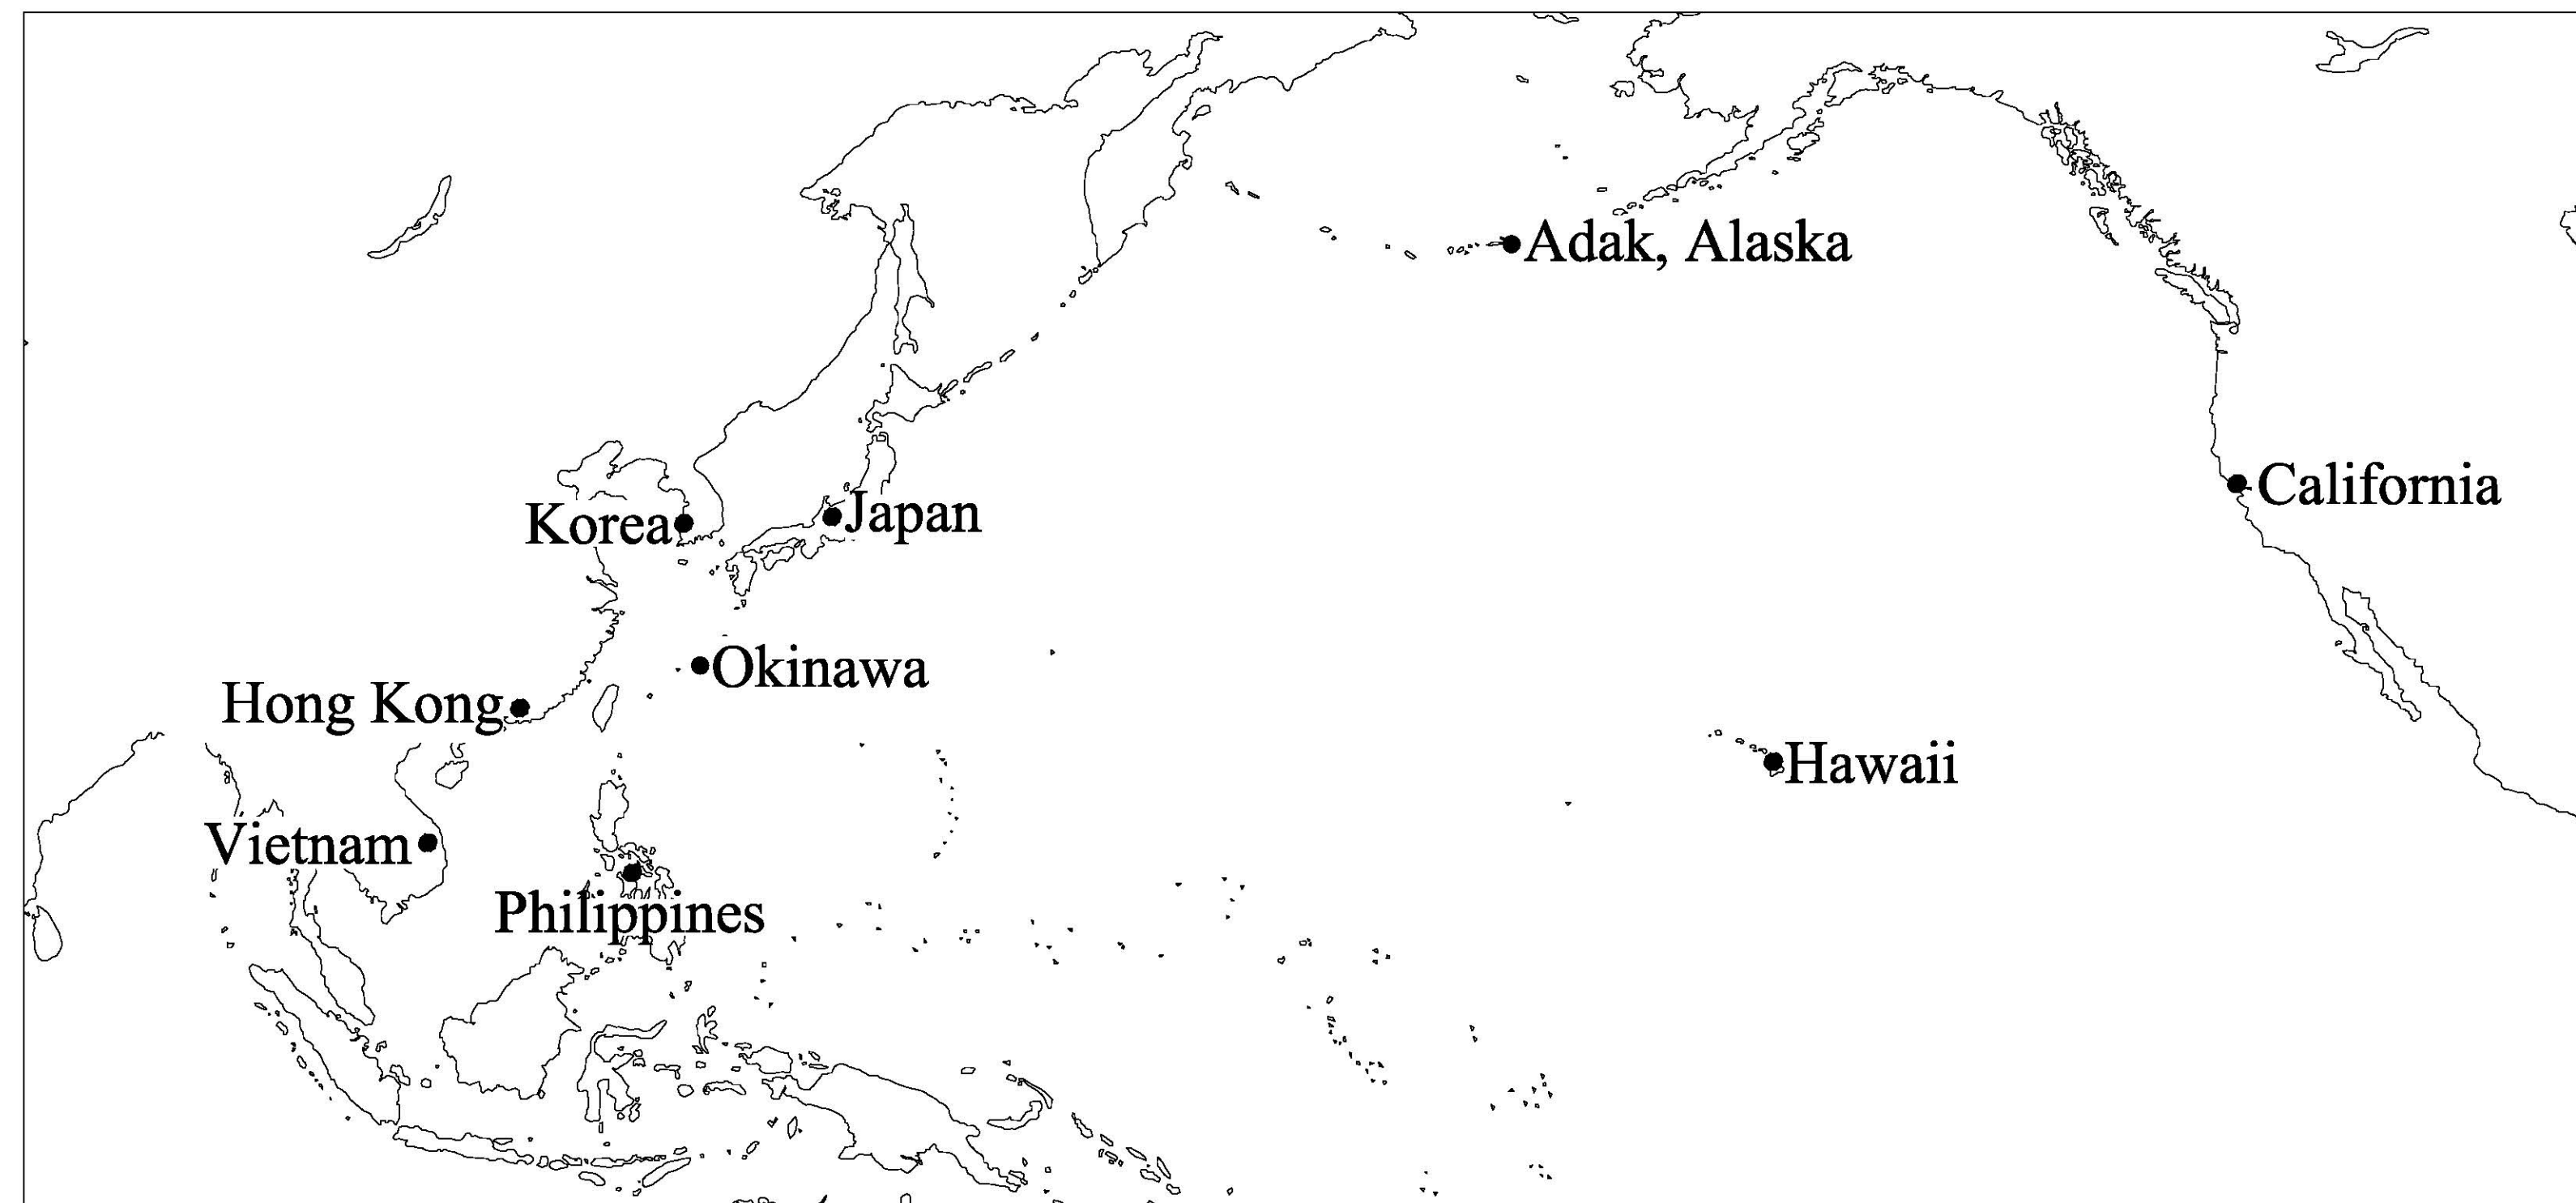 Adak, Alaska
California
Korea
Japan
Okinawa
Hong Kong
Hawaii
Vietnam
Philippines